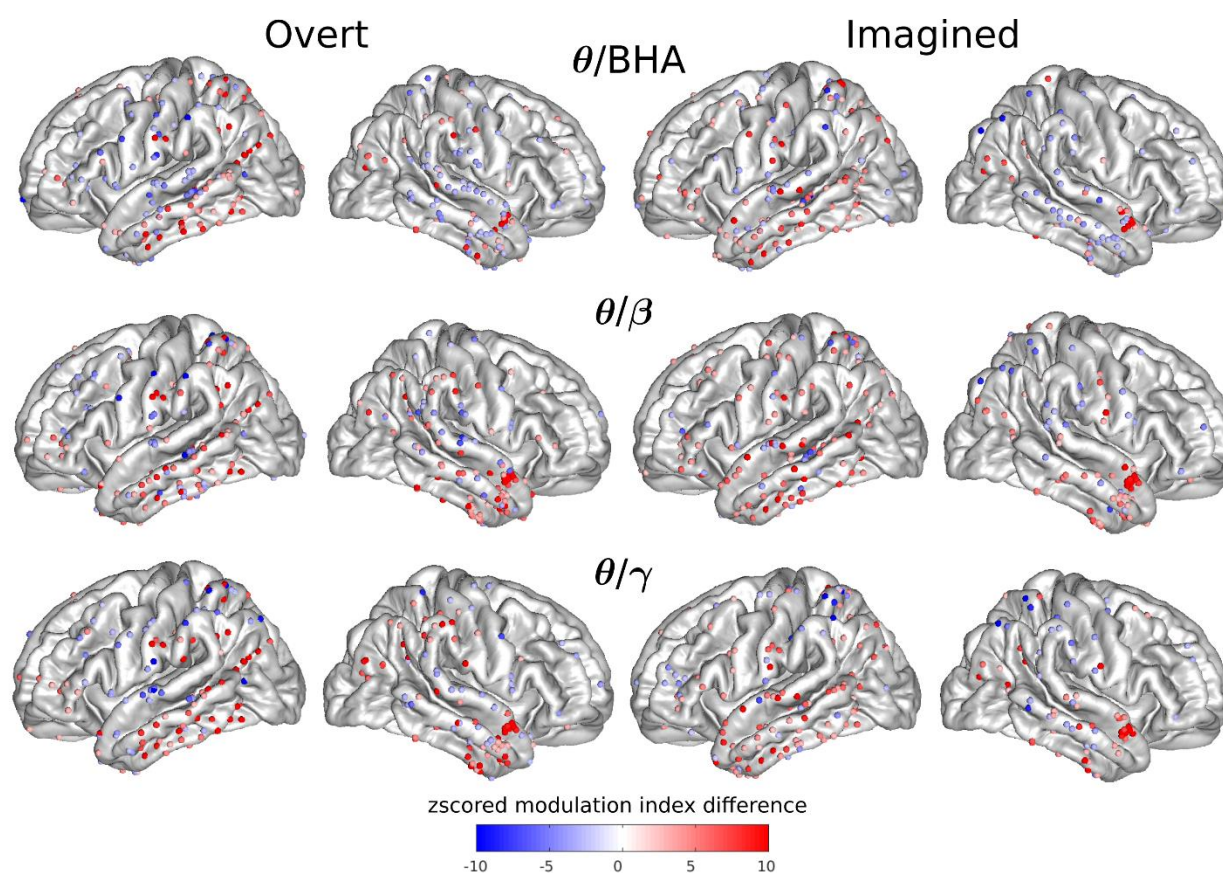 Overt
Imagined
θ/BHA
θ/β
θ/γ
zscored modulation index difference
-10 -5 0 5 10